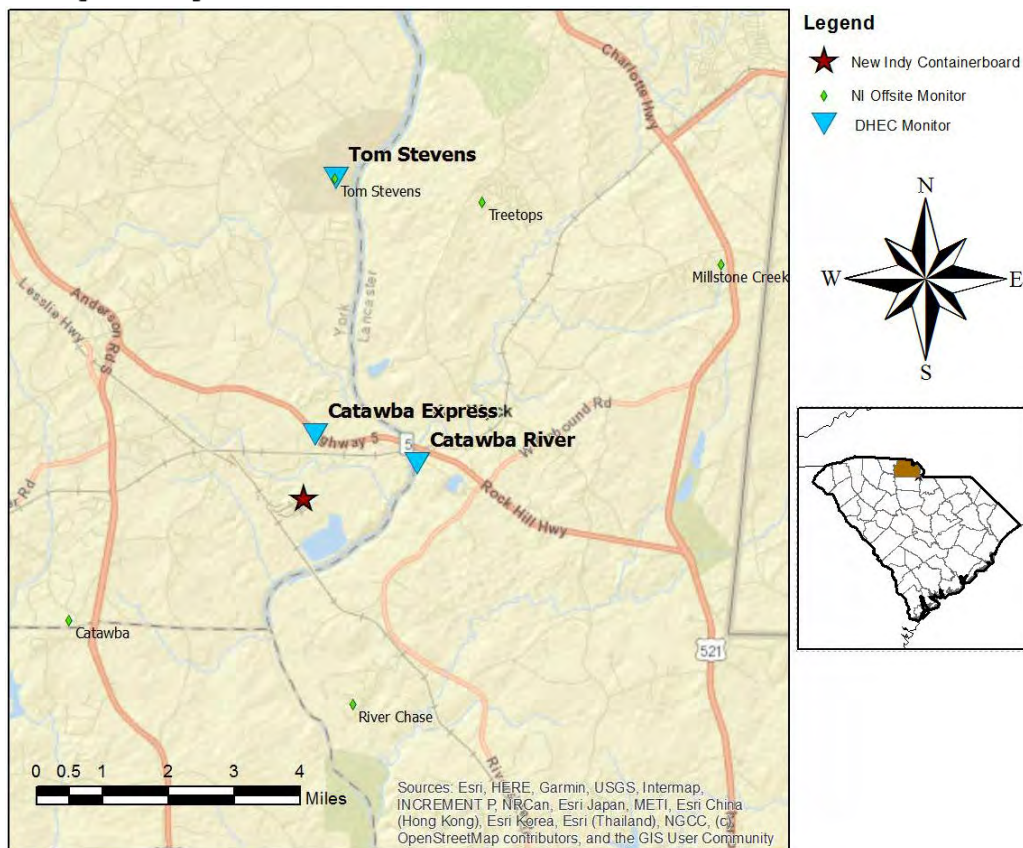 Legend
New Indy Containerboard
NI Offsite Monitor
DHEC Monitor
N
W
E
S
Charlotte Hwy
Tom Stevens
Tom Stevens
Treetops
Millstone Creek
Lesslie Hwy
Anderson Rd S
York
Lancaster
Catawba Express
Highway 5
5
Catawba River
Rock Hill Hwy
521
Catawba
River Chase
0 0.5 1 2 3 4
Miles
Sources: Esri, HERE, Garmin, USGS, Intermap,
INCREMENT P, NRCan, Esri Japan, METI, Esri China
(Hong Kong), Esri Korea, Esri (Thailand), NGCC, (c)
OpenStreetMap contributors, and the GIS User Community